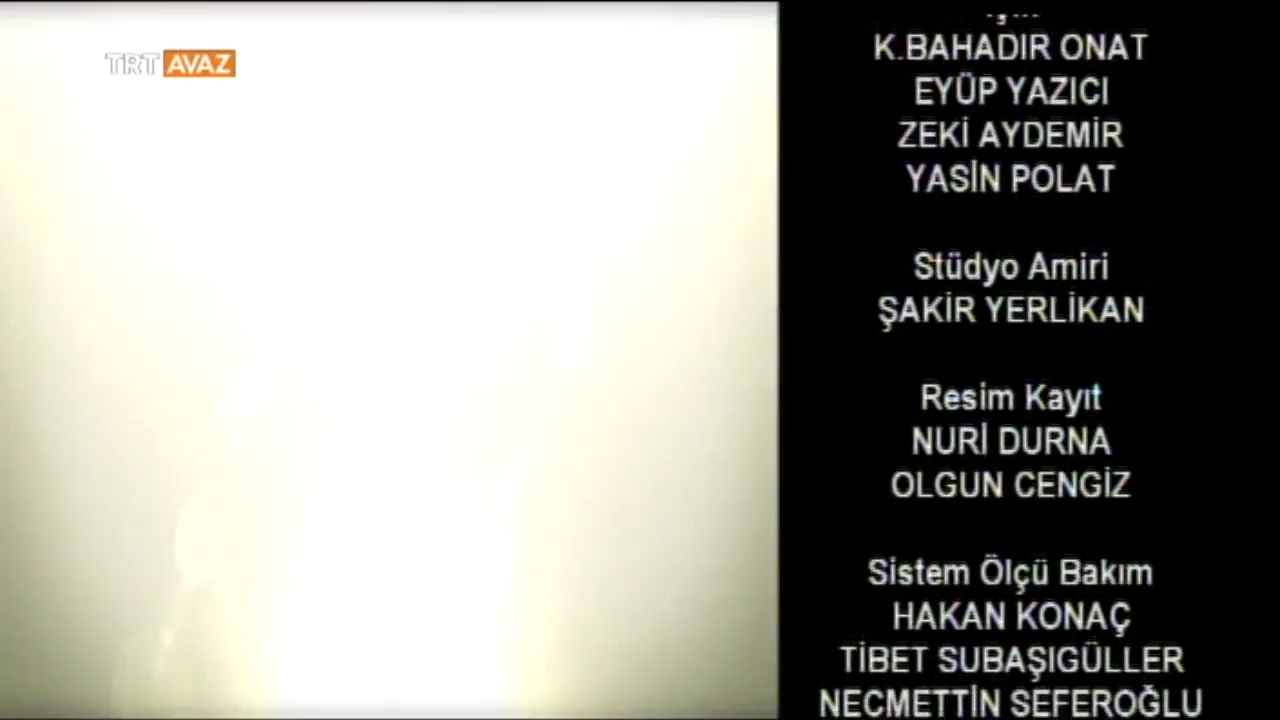 TRT AVAZ
K.BAHADIR ONAT
EYÜP YAZICI
ZEKİ AYDEMİR
YASİN POLAT
Stüdyo Amiri
ŞAKİR YERLİKAN
Resim Kayıt
NURİ DURNA
OLGUN CENGİZ
Sistem Ölçü Bakım
HAKAN KONAÇ
TİBET SUBAŞIGÜLLER
NECMETTİN SEFEROĞLU